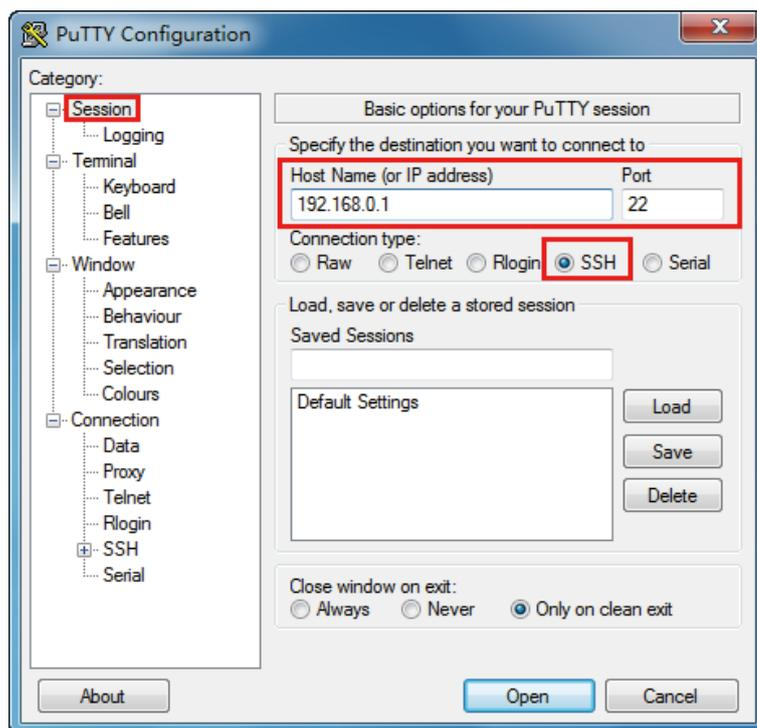 PuTTY Configuration
Category:
Session
Logging
Terminal
Keyboard
Bell
Features
Window
Appearance
Behaviour
Translation
Selection
Colours
Connection
Data
Proxy
Telnet
Rlogin
SSH
Serial
Basic options for your PuTTY session
Specify the destination you want to connect to
Host Name (or IP address) Port
192.168.0.1 22
Connection type:
Raw Telnet Rlogin SSH Serial
Load, save or delete a stored session
Saved Sessions
Default Settings
Load
Save
Delete
Close window on exit:
Always Never Only on clean exit
About Open Cancel